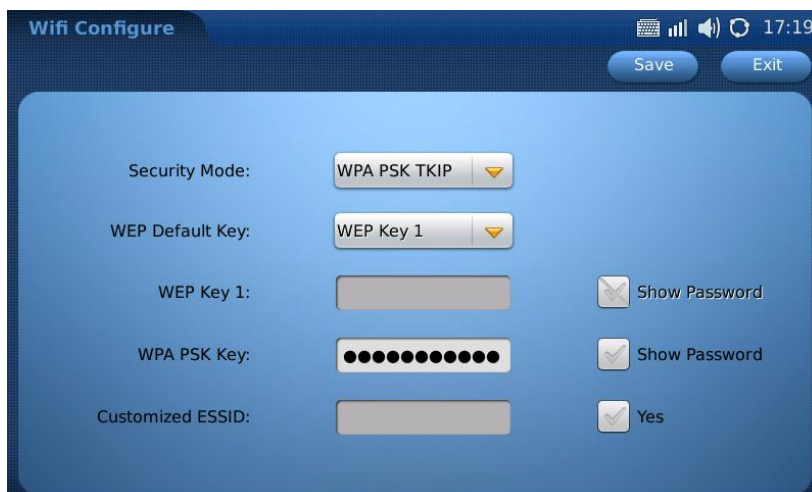 Wifi Configure 17:19
Save Exit
Security Mode: WPA PSK TKIP
WEP Default Key: WEP Key 1
WEP Key 1: Show Password
WPA PSK Key: ●●●●●●●●●●● Show Password
Customized ESSID: Yes